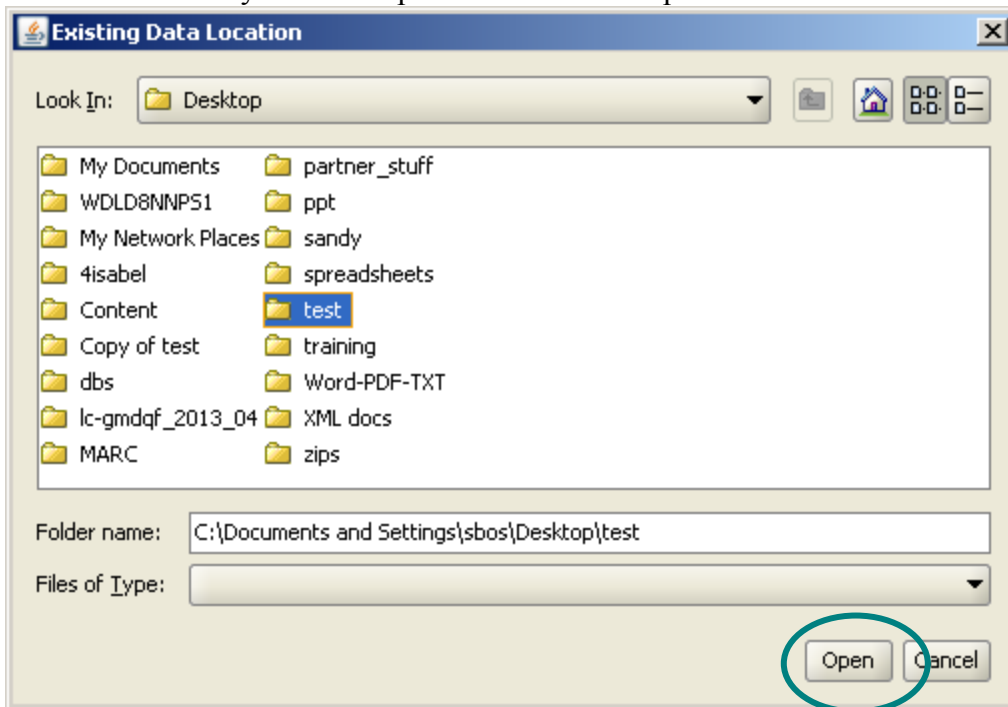 Existing Data Location
Look In:
Desktop
My Documents
WDLD8NNPS1
My Network Places
4isabel
Content
Copy of test
dbs
lc-gmdqf_2013_04
MARC
partner_stuff
ppt
sandy
spreadsheets
test
training
Word-PDF-TXT
XML docs
zips
Folder name:
C:\Documents and Settings\sbos\Desktop\test
Files of Type:
Open
Cancel